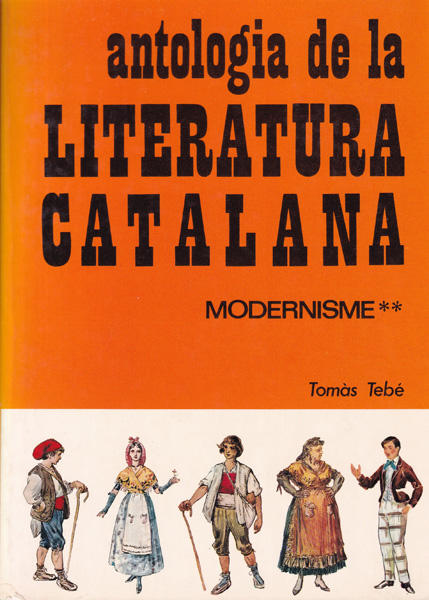 antologia de la
LITERATURA
CATALANA
MODERNISME**
Tomàs Tebé